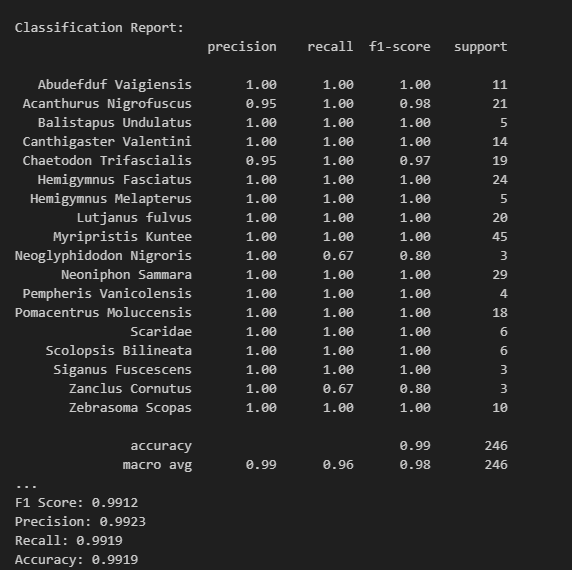 Classification Report:
precision recall f1-score support
Abudefduf Vaigiensis 1.00 1.00 1.00 11
Acanthurus Nigrofuscus 0.95 1.00 0.98 21
Balistapus Undulatus 1.00 1.00 1.00 5
Canthigaster Valentini 1.00 1.00 1.00 14
Chaetodon Trifascialis 0.95 1.00 0.97 19
Hemigymnus Fasciatus 1.00 1.00 1.00 24
Hemigymnus Melapterus 1.00 1.00 1.00 5
Lutjanus fulvus 1.00 1.00 1.00 20
Myripristis Kuntee 1.00 1.00 1.00 45
Neoglyphidodon Nigroris 1.00 0.67 0.80 3
Neoniphon Sammara 1.00 1.00 1.00 29
Pempheris Vanicolensis 1.00 1.00 1.00 4
Pomacentrus Moluccensis 1.00 1.00 1.00 18
Scaridae 1.00 1.00 1.00 6
Scolopsis Bilineata 1.00 1.00 1.00 6
Siganus Fuscescens 1.00 1.00 1.00 3
Zanclus Cornutus 1.00 0.67 0.80 3
Zebrasoma Scopas 1.00 1.00 1.00 10
accuracy 0.99 246
macro avg 0.99 0.96 0.98 246
...
F1 Score: 0.9912
Precision: 0.9923
Recall: 0.9919
Accuracy: 0.9919